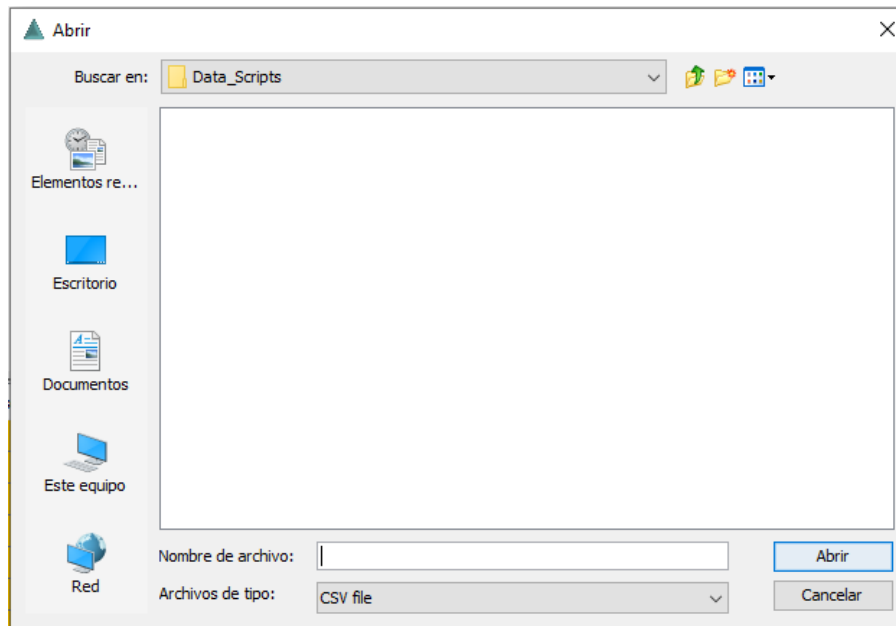 Abrir
Buscar en: Data_Scripts
Elementos re...
Escritorio
Documentos
Este equipo
Red
Nombre de archivo: Abrir
Archivos de tipo: CSV file Cancelar